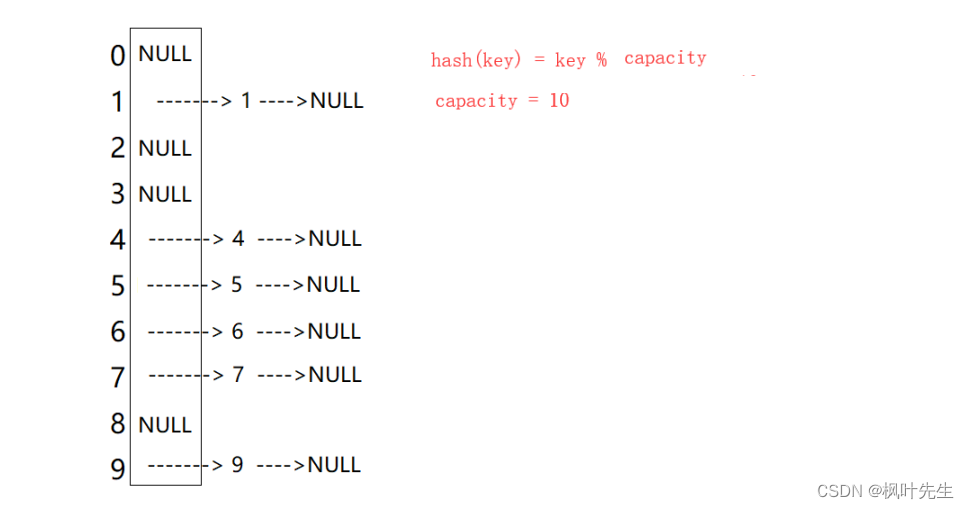 0 NULL hash(key) = key % capacity
1 -------> 1 ---->NULL capacity = 10
2 NULL
3 NULL
4 -------> 4 ---->NULL
5 -------> 5 ---->NULL
6 -------> 6 ---->NULL
7 -------> 7 ---->NULL
8 NULL
9 -------> 9 ---->NULL
CSDN @枫叶先生